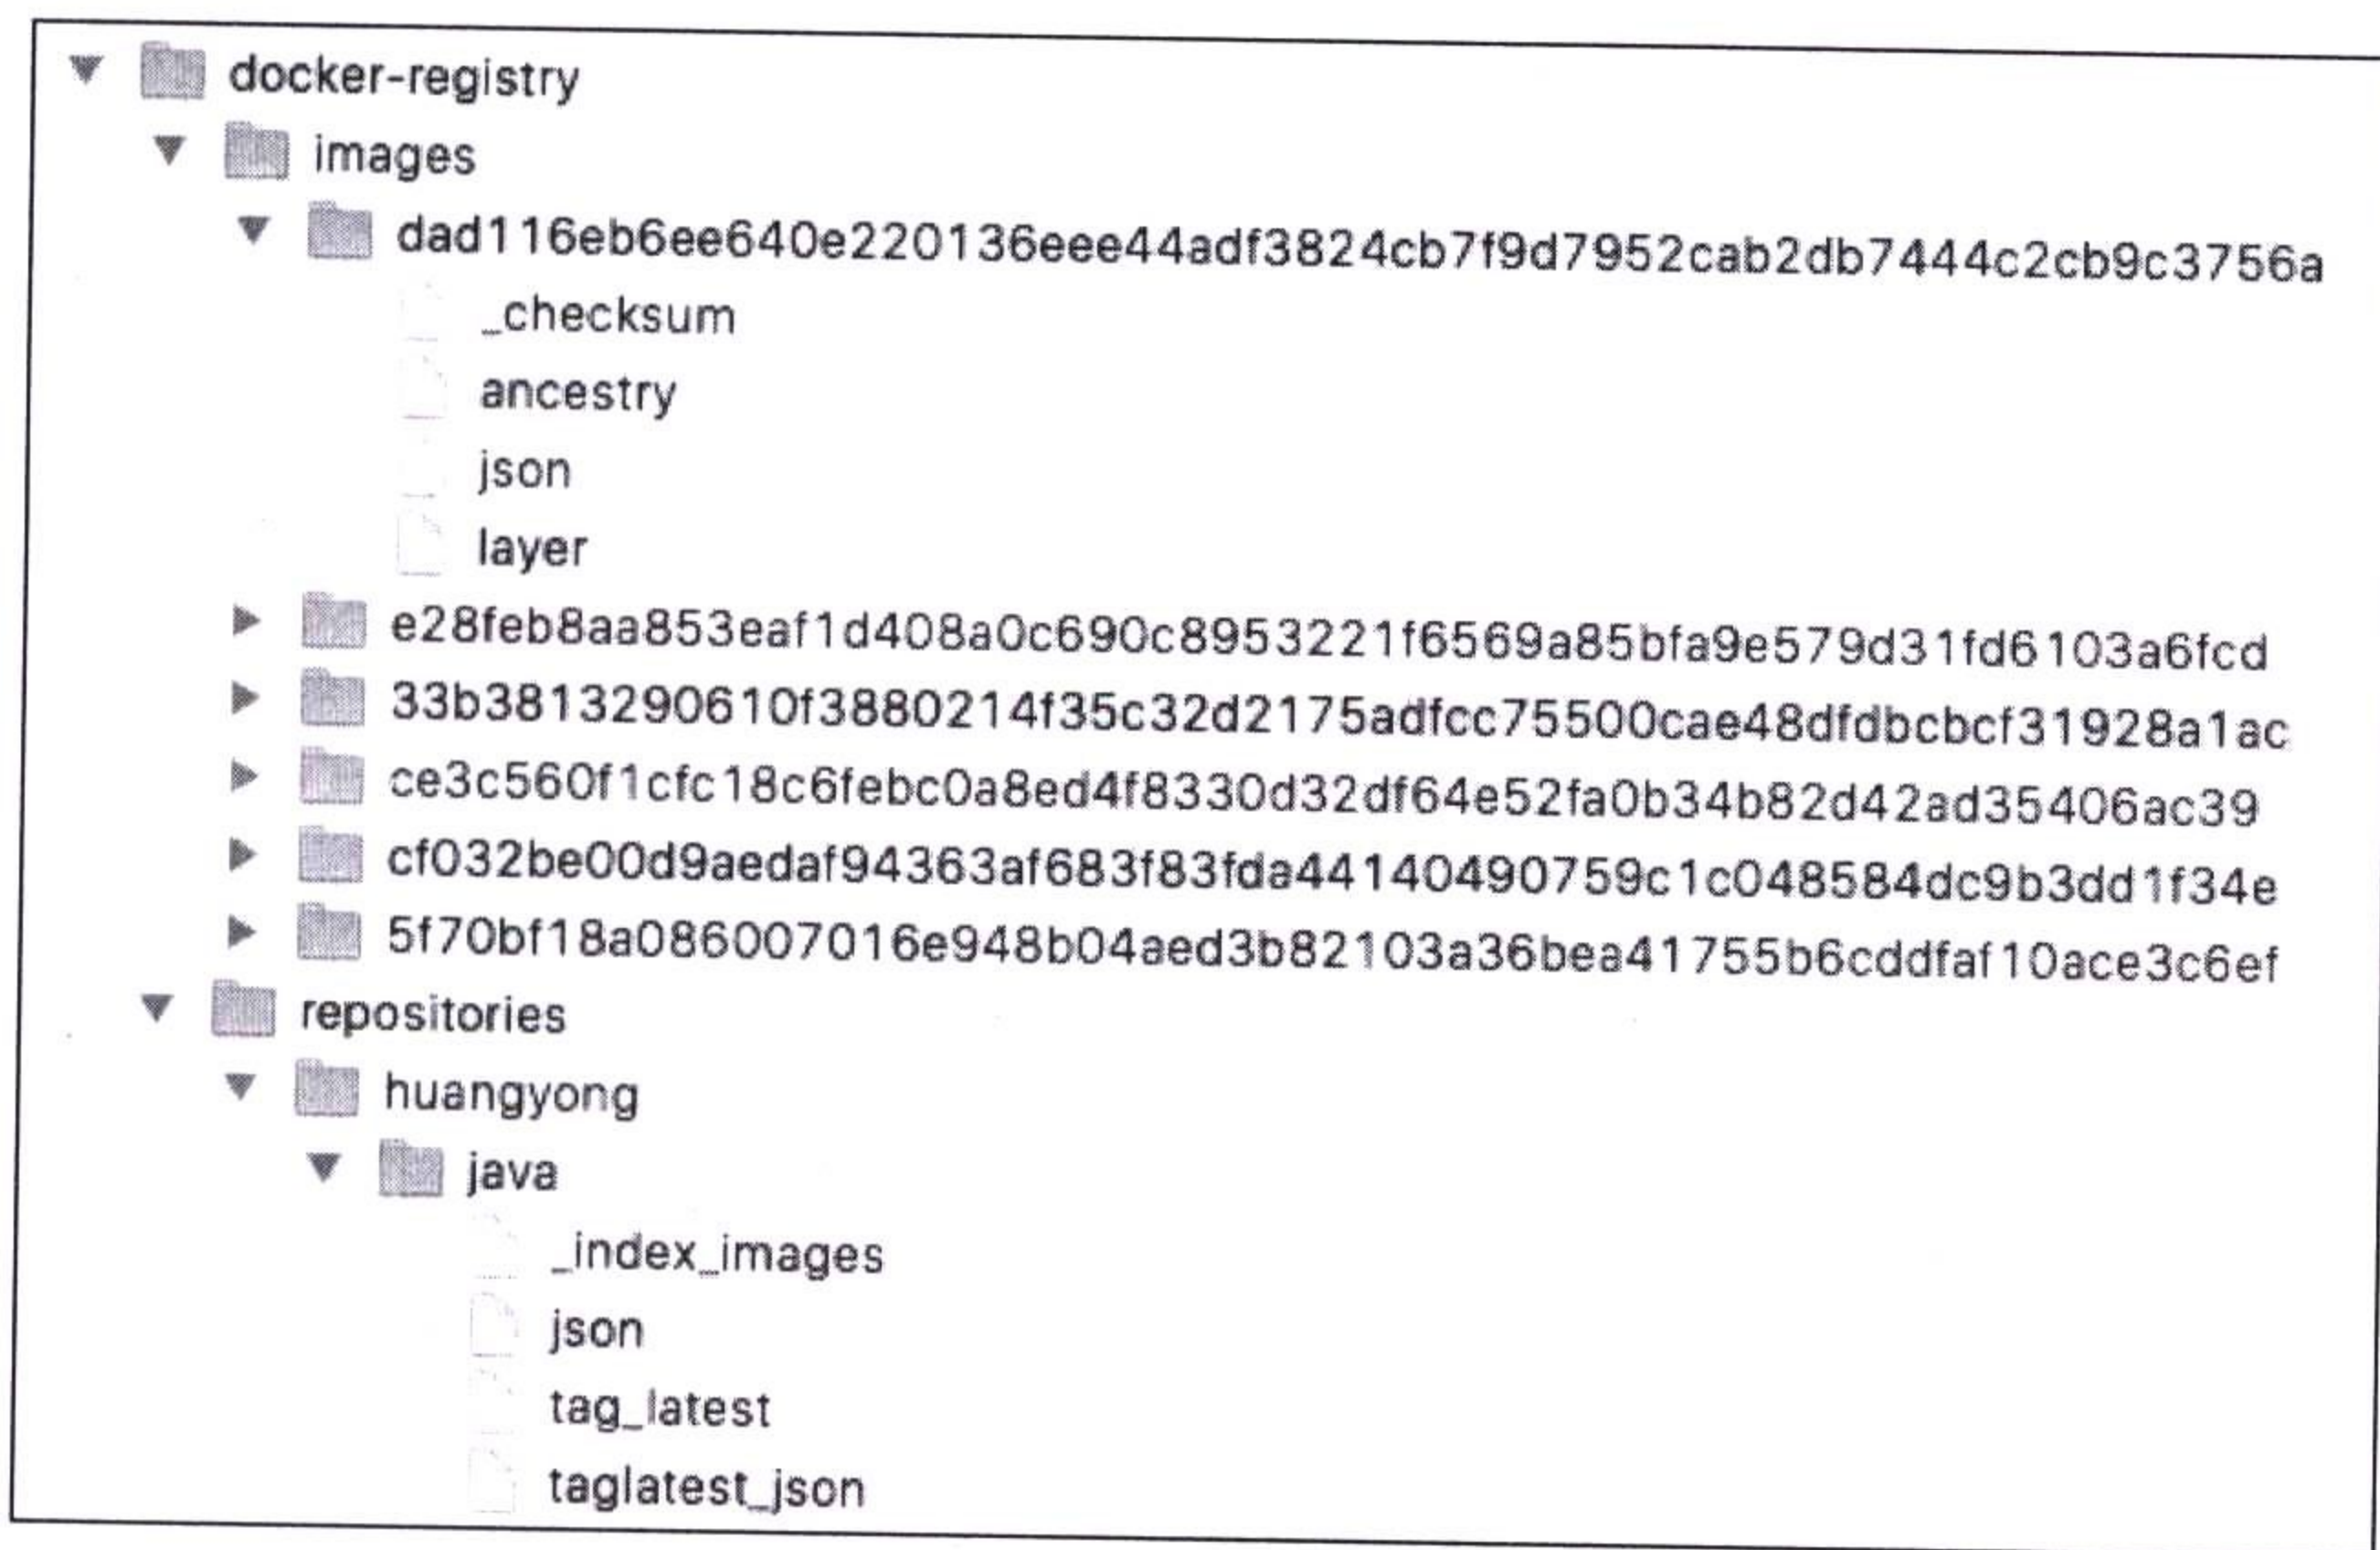 docker-registry
images
dad116eb6ee640e220136eee44adf3824cb7f9d7952cab2db7444c2cb9c3756a
_checksum
ancestry
json
layer
e28feb8aa853eaf1d408a0c690c8953221f6569a85bfa9e579d31fd6103a6fcd
33b3813290610f3880214f35c32d2175adfcc75500cae48dfdbcbcf31928a1ac
ce3c560f1cfc18c6febc0a8ed4f8330d32df64e52fa0b34b82d42ad35406ac39
cf032be00d9aedaf94363af683f83fda44140490759c1c048584dc9b3dd1f34e
5f70bf18a086007016e948b04aed3b82103a36bea41755b6cddfaf10ace3c6ef
repositories
huangyong
java
_index_images
json
tag_latest
taglatest_json